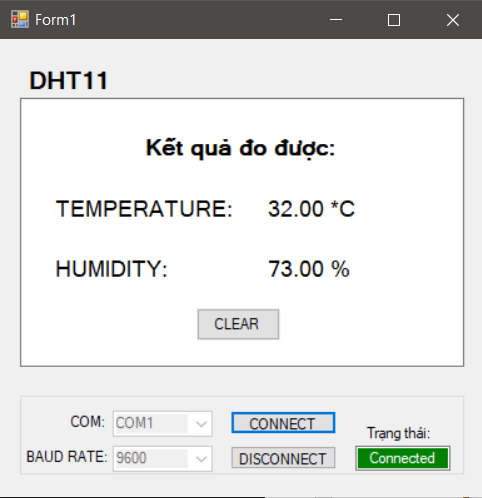 Form1
DHT11
Kết quả đo được:
TEMPERATURE: 32.00 *C
HUMIDITY: 73.00 %
CLEAR
COM: COM1 CONNECT
Trạng thái:
BAUD RATE: 9600 DISCONNECT Connected